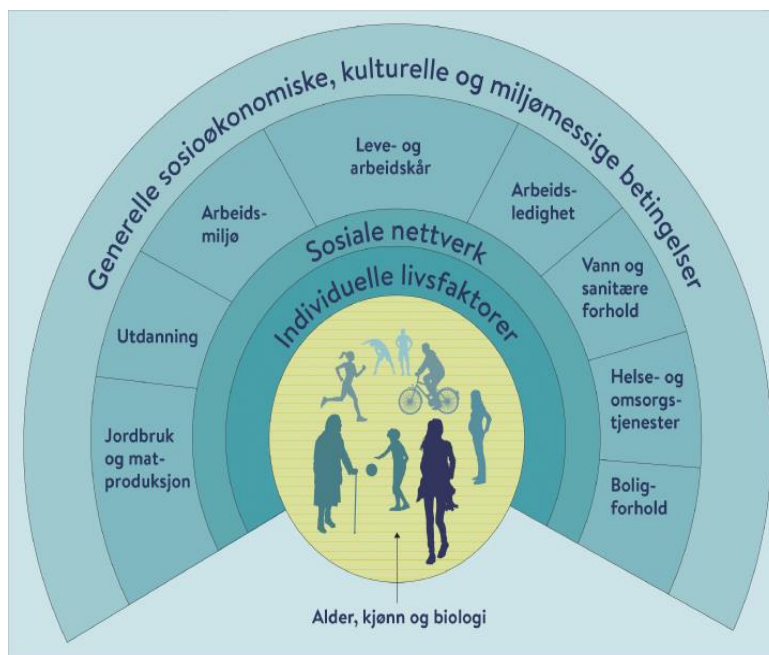 Generelle sosioøkonomiske, kulturelle og miljømessige betingelser
Leve- og
arbeidskår
Arbeids-
miljø
Arbeids-
ledighet
Sosiale nettverk
Individuelle livsfaktorer
Utdanning
Vann og
sanitære
forhold
Jordbruk
og mat-
produksjon
Helse- og
omsorgs-
tjenester
Bolig-
forhold
Alder, kjønn og biologi